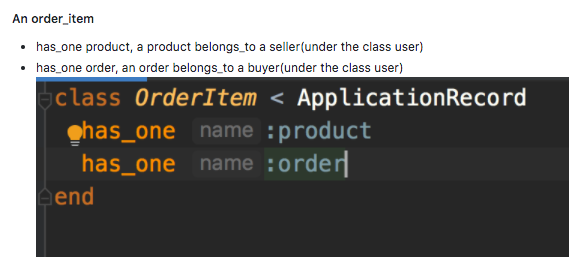 An order_item
• has_one product, a product belongs_to a seller(under the class user)
• has_one order, an order belongs_to a buyer(under the class user)
class OrderItem < ApplicationRecord
has_one name :product
has_one name :order
end